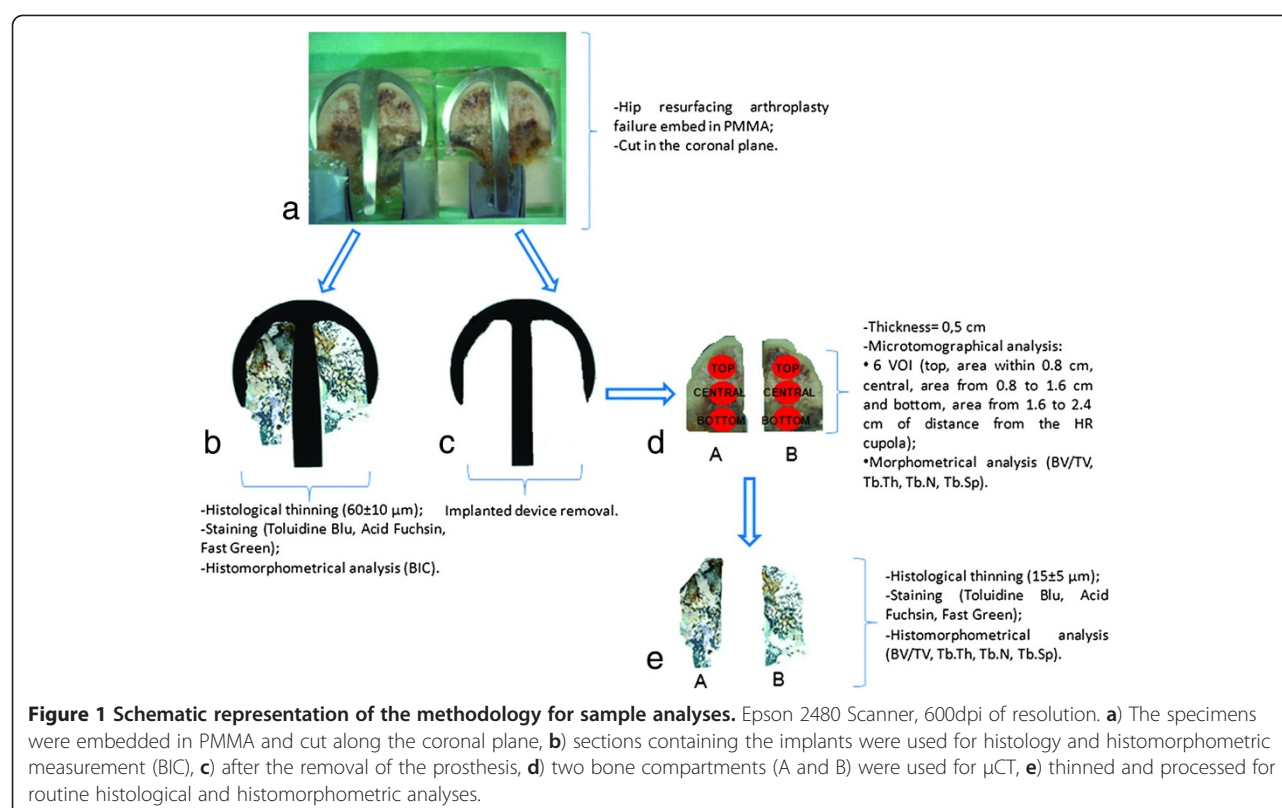 -Hip resurfacing arthroplasty
failure embed in PMMA;
-Cut in the coronal plane.
a
b
-Histological thinning (60±10 µm);
-Staining (Toluidine Blu, Acid Fuchsin,
Fast Green);
-Histomorphometrical analysis (BIC).
c
Implanted device removal.
d
TOP
CENTRAL
BOTTOM
A
TOP
CENTRAL
BOTTOM
B
-Thickness= 0,5 cm
-Microtomographical analysis:
• 6 VOI (top, area within 0.8 cm,
central, area from 0.8 to 1.6 cm
and bottom, area from 1.6 to 2.4
cm of distance from the HR
cupola);
•Morphometrical analysis (BV/TV,
Tb.Th, Tb.N, Tb.Sp).
e
A
B
-Histological thinning (15±5 µm);
-Staining (Toluidine Blu, Acid
Fuchsin, Fast Green);
-Histomorphometrical analysis
(BV/TV, Tb.Th, Tb.N, Tb.Sp).
Figure 1 Schematic representation of the methodology for sample analyses. Epson 2480 Scanner, 600dpi of resolution. a) The specimens
were embedded in PMMA and cut along the coronal plane, b) sections containing the implants were used for histology and histomorphometric
measurement (BIC), c) after the removal of the prosthesis, d) two bone compartments (A and B) were used for µCT, e) thinned and processed for
routine histological and histomorphometric analyses.